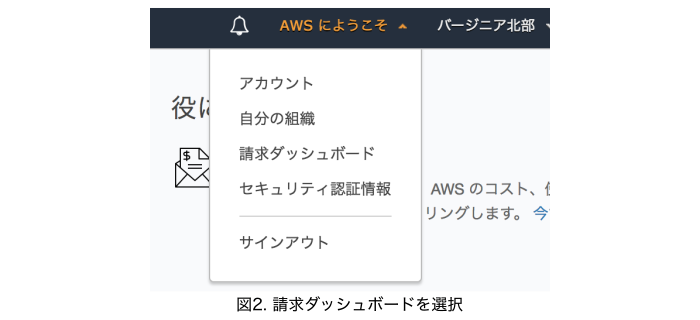 AWS にようこそ
バージニア北部
アカウント
役に
自分の組織
$
請求ダッシュボード
セキュリティ認証情報
AWS のコスト、
リングします。 今
サインアウト
図2. 請求ダッシュボードを選択